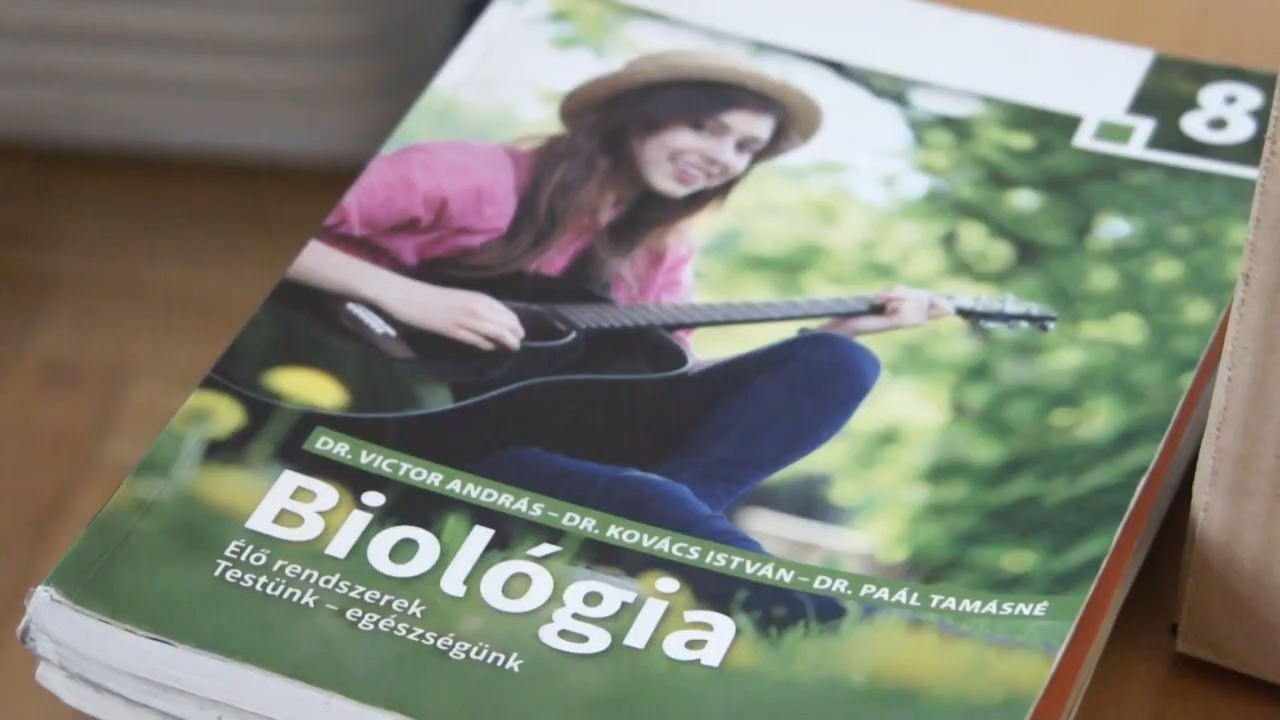 8
DR. VICTOR ANDRÁS – DR. KOVÁCS ISTVÁN – DR. PAÁL TAMÁSNÉ
Biológia
Élő rendszerek
Testünk – egészségünk